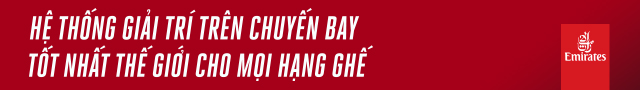 HỆ THỐNG GIẢI TRÍ TRÊN CHUYẾN BAY
TỐT NHẤT THẾ GIỚI CHO MỌI HẠNG GHẾ
Emirates